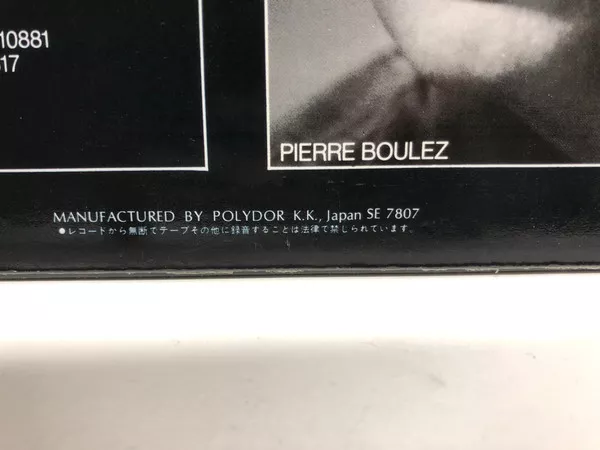 10881
17
PIERRE BOULEZ
MANUFACTURED BY POLYDOR K.K., Japan SE 7807
●レコードから無断でテープその他に録音することは法律で禁じられています。